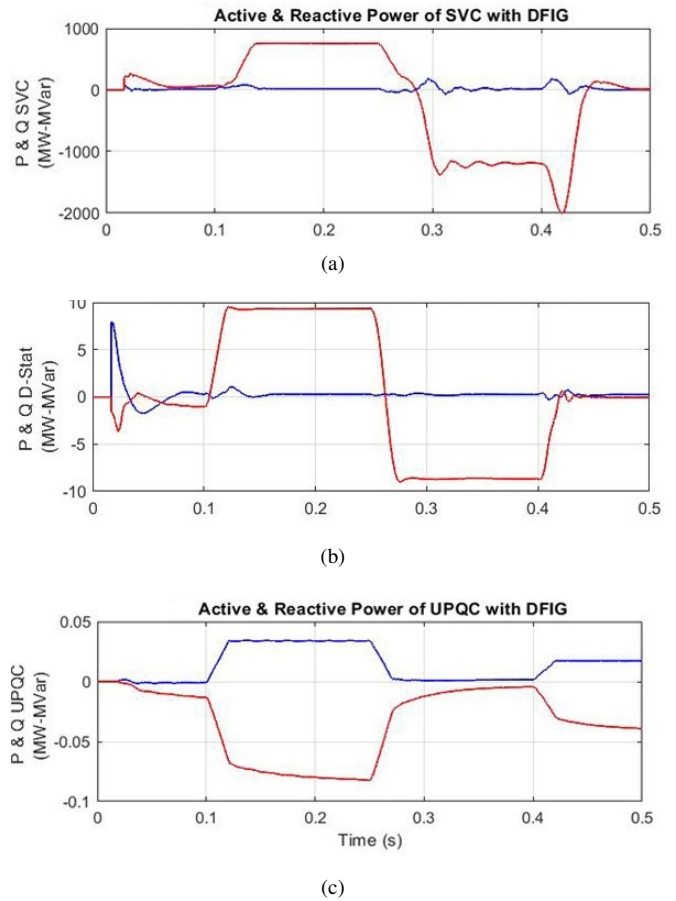 Active & Reactive Power of SVC with DFIG
P & Q SVC
(MW-MVar)
1000
0
-1000
-2000
0
0.1
0.2
0.3
0.4
0.5
(a)
P & Q D-Stat
(MW-MVar)
10
5
0
-5
-10
0
0.1
0.2
0.3
0.4
0.5
(b)
Active & Reactive Power of UPQC with DFIG
P & Q UPQC
(MW-MVar)
0.05
0
-0.05
-0.1
0
0.1
0.2
0.3
0.4
0.5
Time (s)
(c)